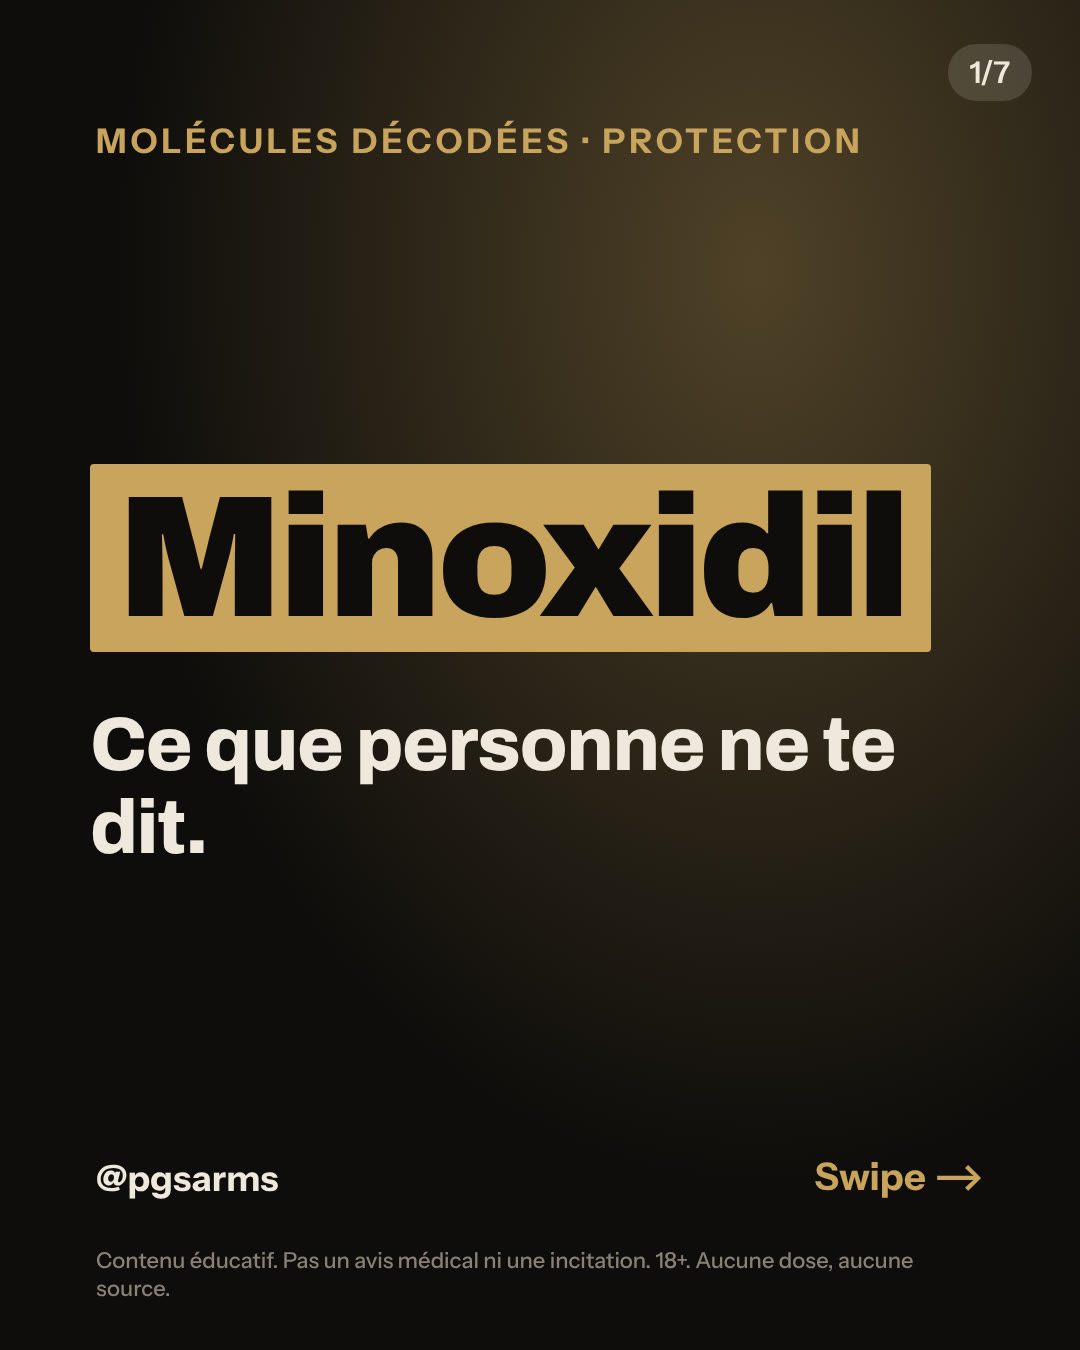 1/7
MOLÉCULES DÉCODÉES · PROTECTION
Minoxidil
Ce que personne ne te
dit.
@pgsarms
Swipe →
Contenu éducatif. Pas un avis médical ni une incitation. 18+. Aucune dose, aucune
source.